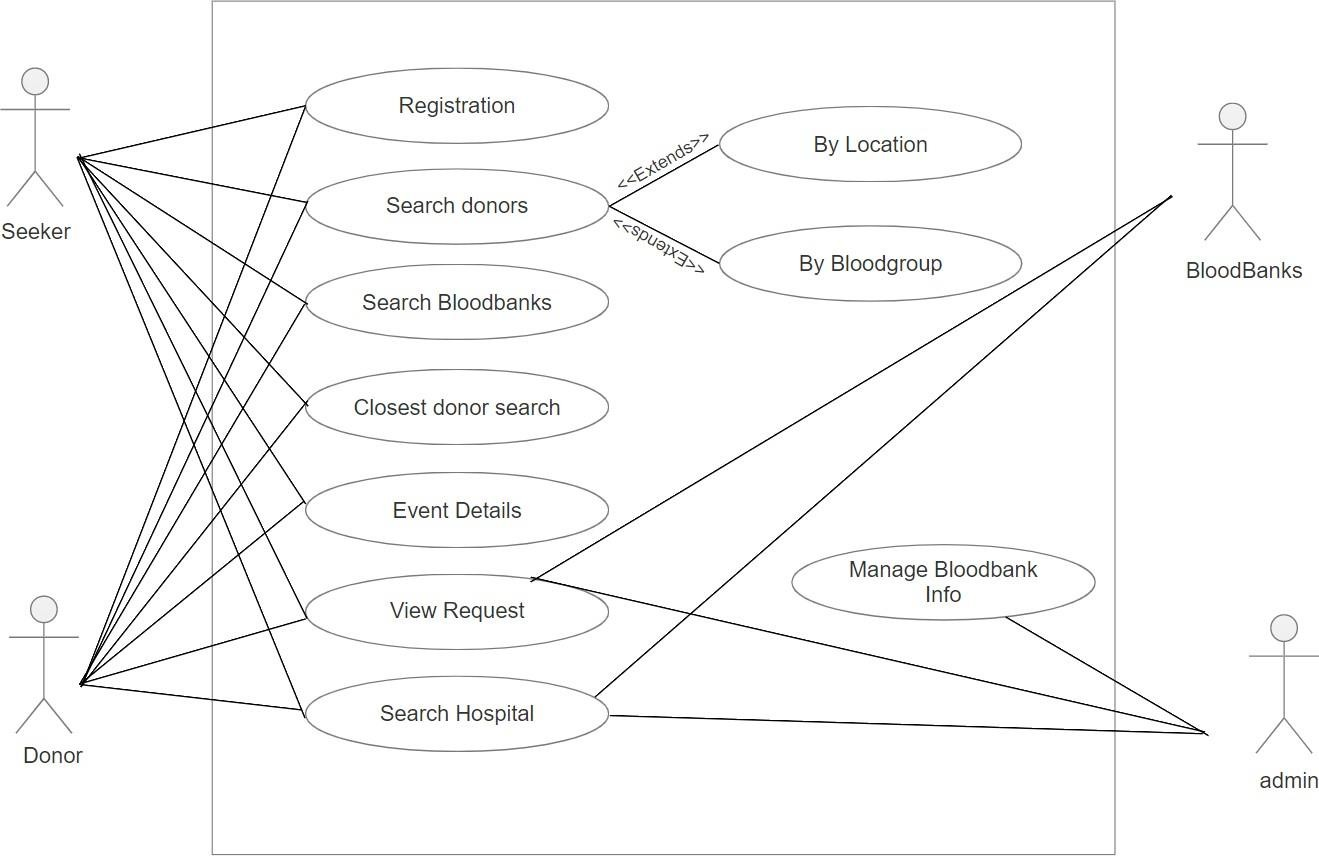 Registration
Search donors
Search Bloodbanks
Closest donor search
Event Details
View Request
Search Hospital
<<Extends>>
<<Extends>>
By Location
By Bloodgroup
Manage Bloodbank
Info
Seeker
Donor
BloodBanks
admin